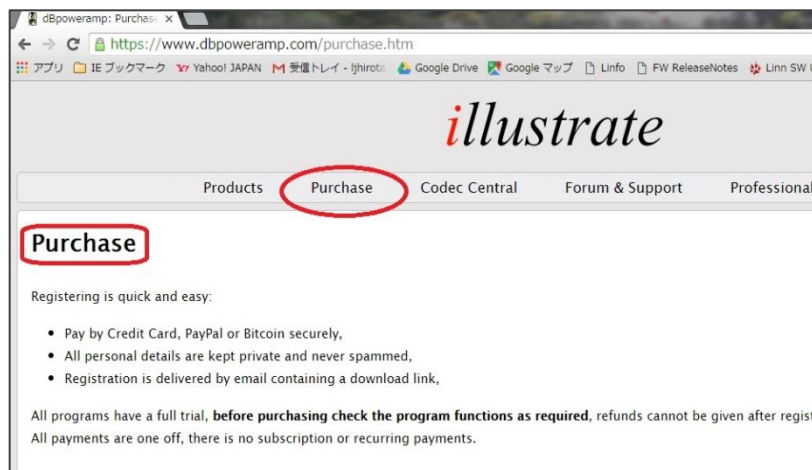 dBpoweramp: Purchas
https://www.dbpoweramp.com/purchase.htm
アプリ IE ブックマーク Yahoo! JAPAN 受信トレイ - ljhirota Google Drive Google マップ Linfo FW ReleaseNotes Linn SW U
illustrate
Products Purchase Codec Central Forum & Support Professional
Purchase
Registering is quick and easy:
• Pay by Credit Card, PayPal or Bitcoin securely,
• All personal details are kept private and never spammed,
• Registration is delivered by email containing a download link,
All programs have a full trial, before purchasing check the program functions as required, refunds cannot be given after regist
All payments are one off, there is no subscription or recurring payments.